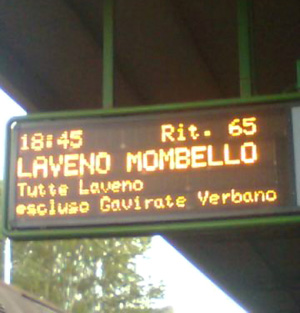 18:45 Rit. 65
LAVENO MOMBELLO
Tutte Laveno
escluso Gavirate Verbano